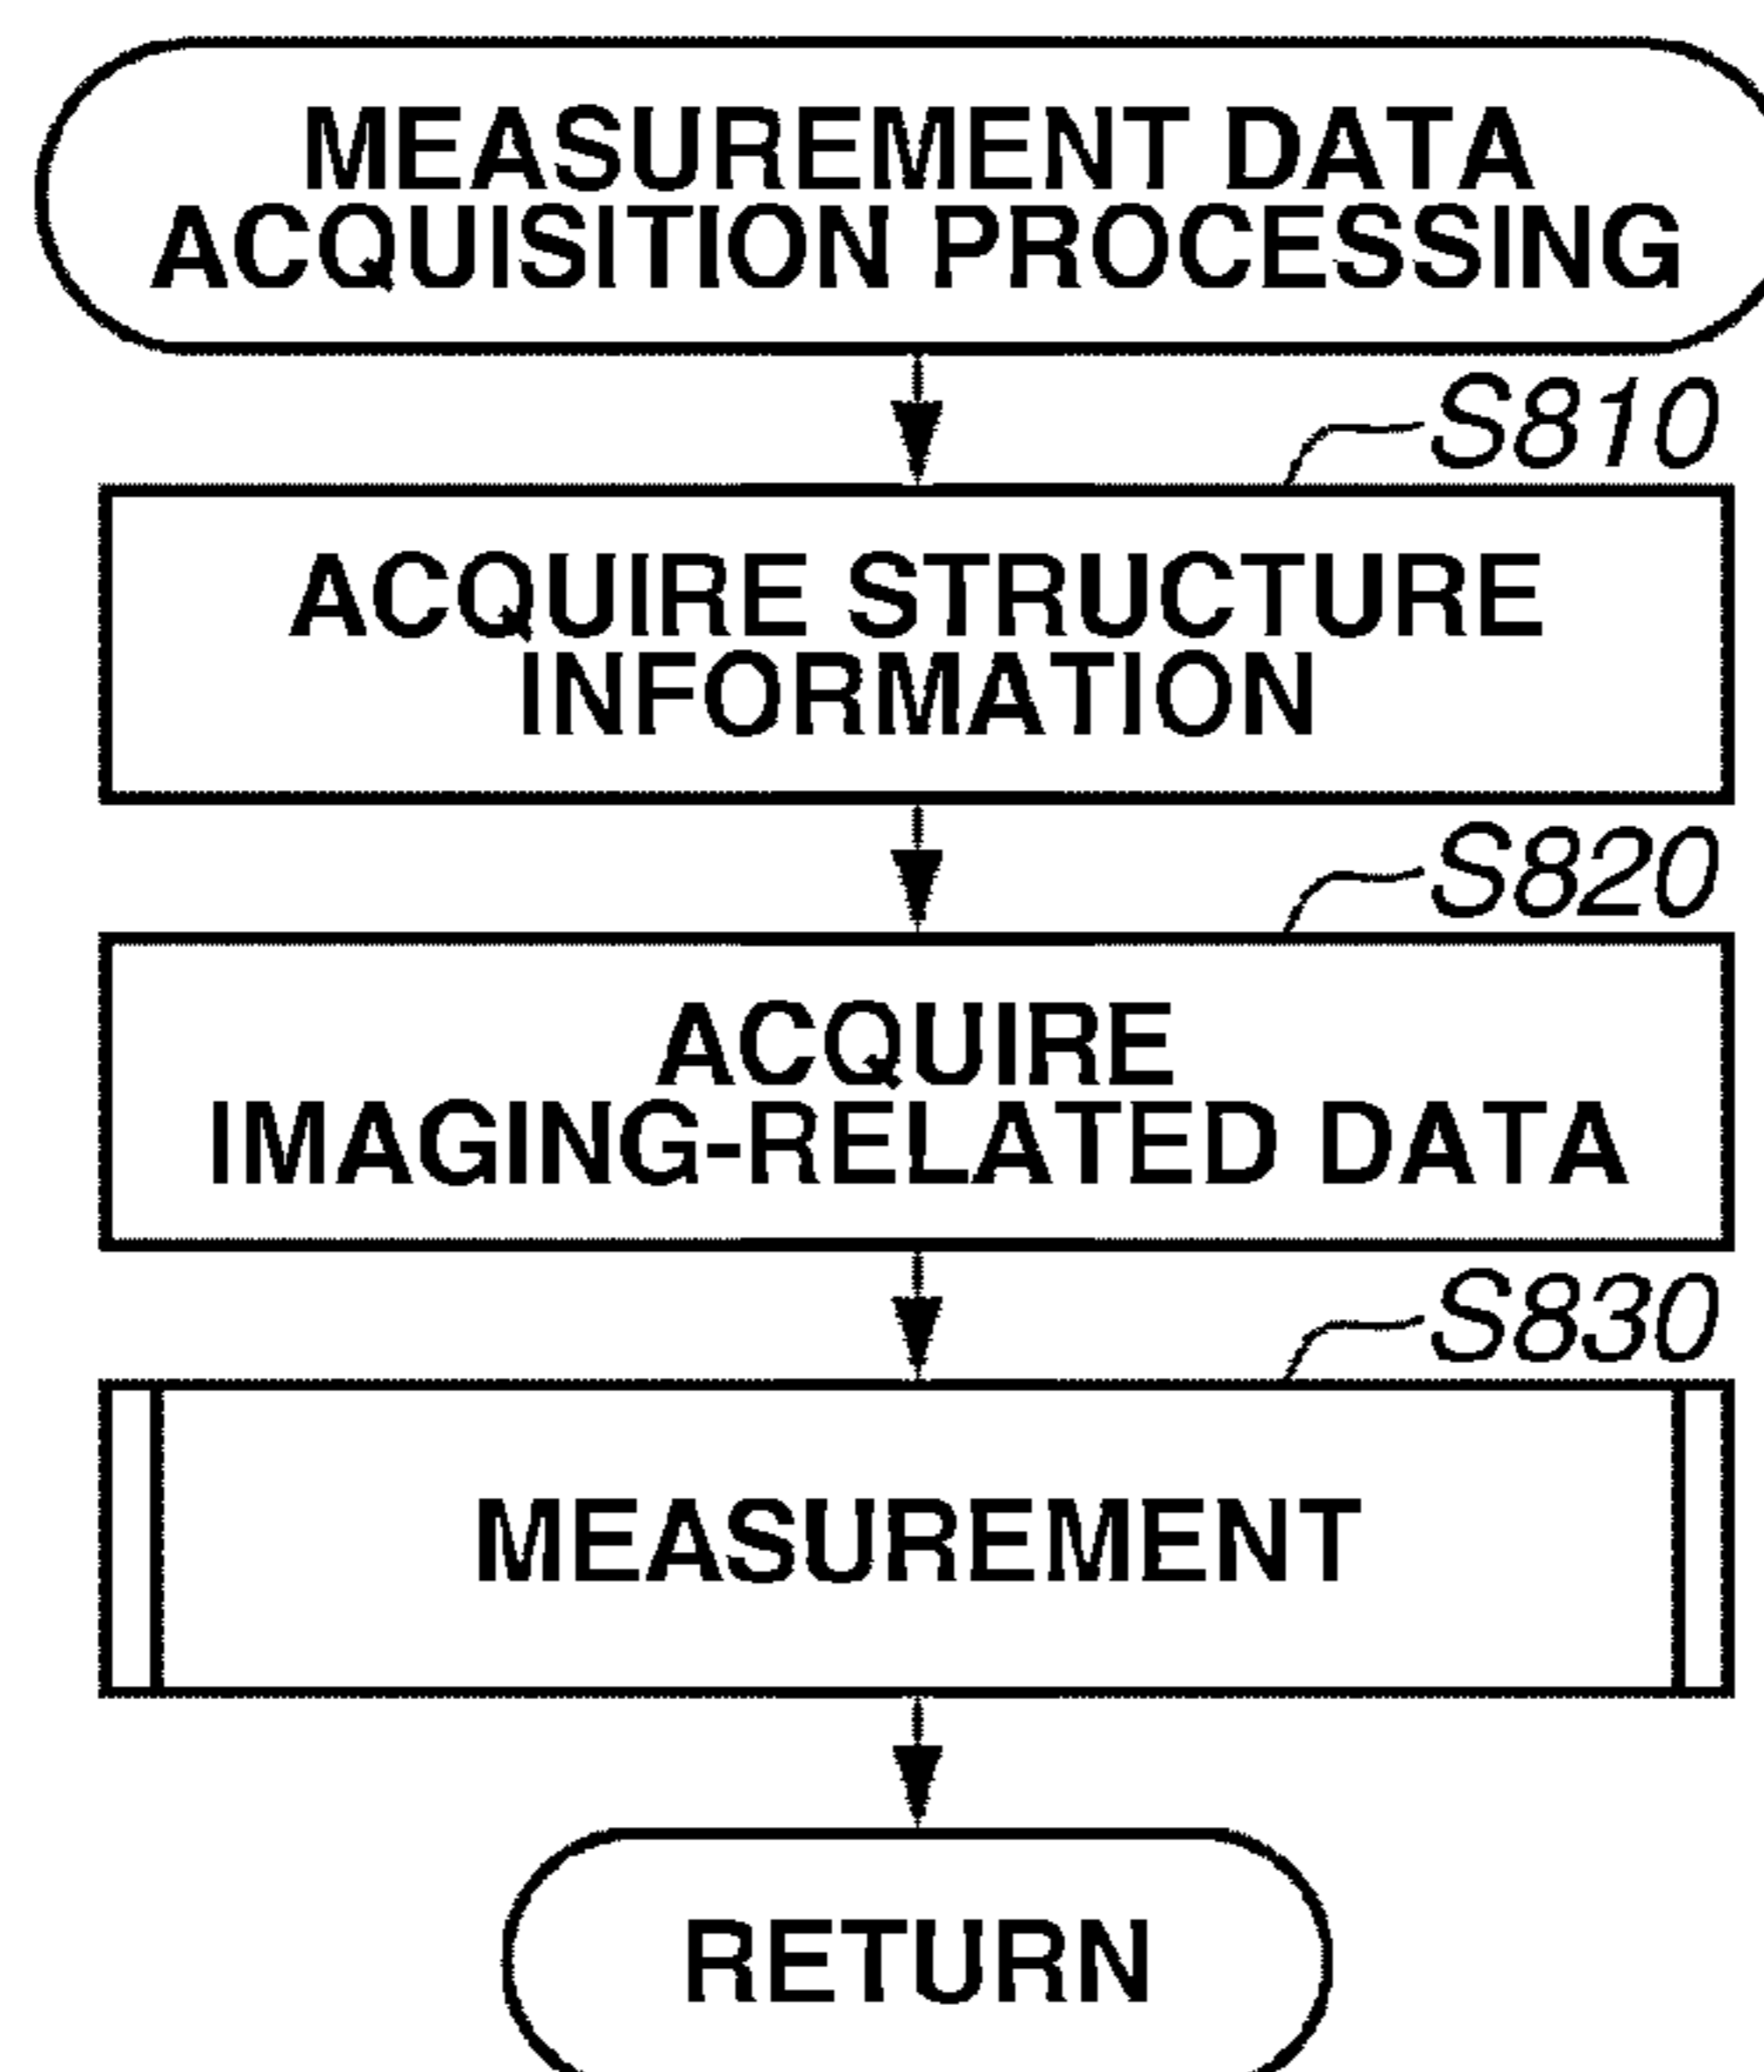 MEASUREMENT DATA
ACQUISITION PROCESSING
S810
ACQUIRE STRUCTURE
INFORMATION
S820
ACQUIRE
IMAGING-RELATED DATA
S830
MEASUREMENT
RETURN